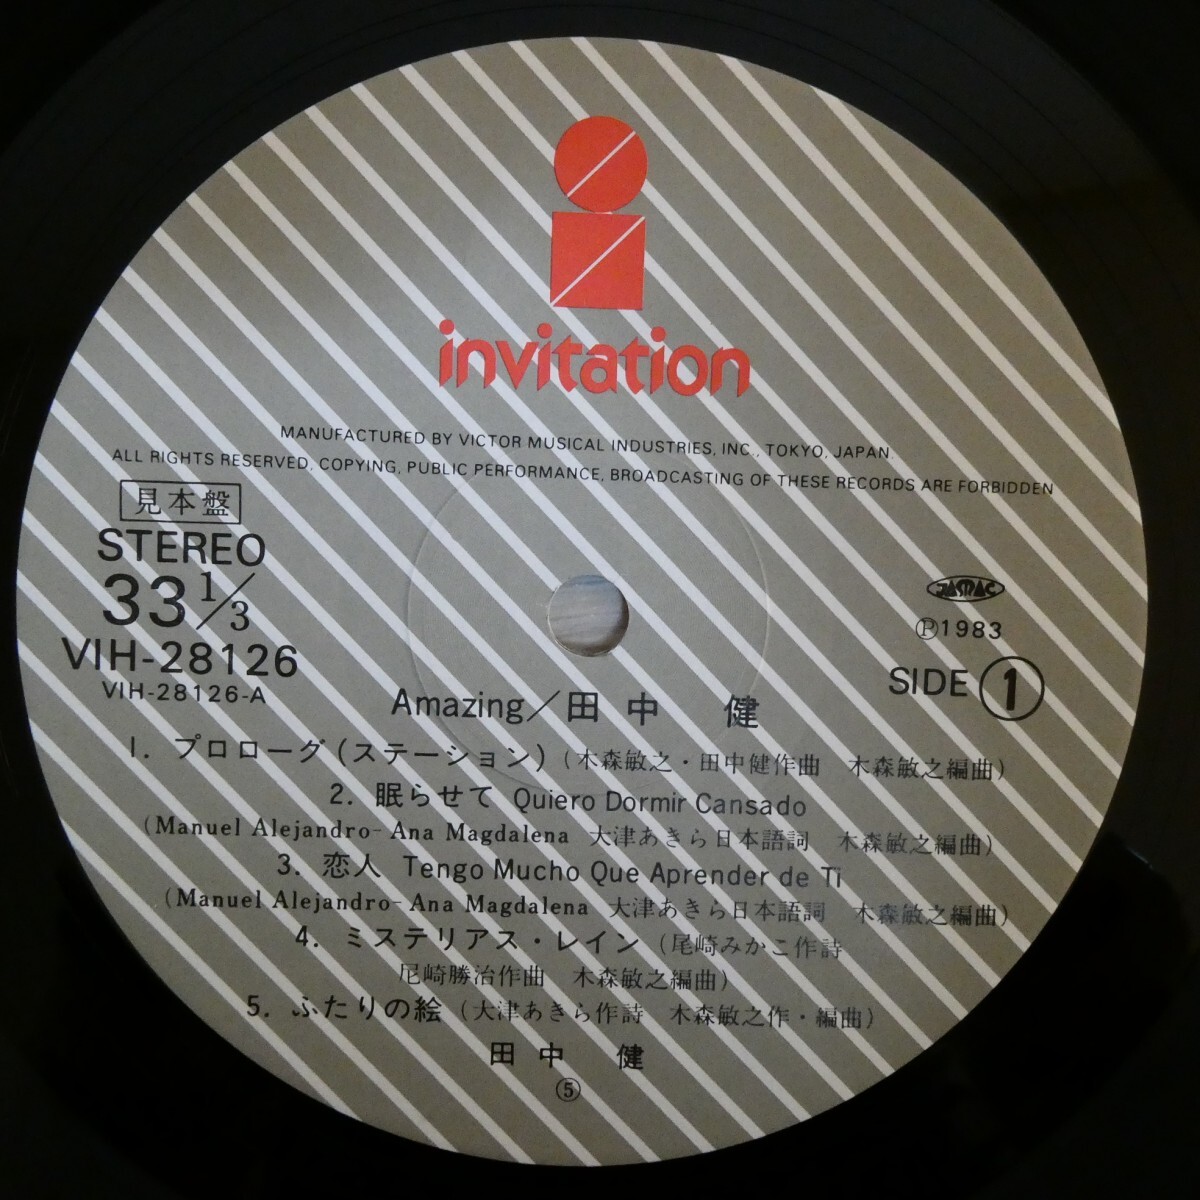 invitation
MANUFACTURED BY VICTOR MUSICAL INDUSTRIES, INC., TOKYO, JAPAN.
ALL RIGHTS RESERVED, COPYING, PUBLIC PERFORMANCE, BROADCASTING OF THESE RECORDS ARE FORBIDDEN
見本盤
STEREO
33 1/3
VIH-28126
VIH-28126-A
JASRAC
Ⓟ1983
SIDE 1
Amazing／田中 健
1. プロローグ(ステーション)(木森敏之・田中健作曲 木森敏之編曲)
2. 眠らせて Quiero Dormir Cansado
(Manuel Alejandro-Ana Magdalena 大津あきら日本語詞 木森敏之編曲)
3. 恋人 Tengo Mucho Que Aprender de Ti
(Manuel Alejandro-Ana Magdalena 大津あきら日本語詞 木森敏之編曲)
4. ミステリアス・レイン(尾崎みかこ作詩
尾崎勝治作曲 木森敏之編曲)
5. ふたりの絵(大津あきら作詩 木森敏之作・編曲)
田中 健
⑤